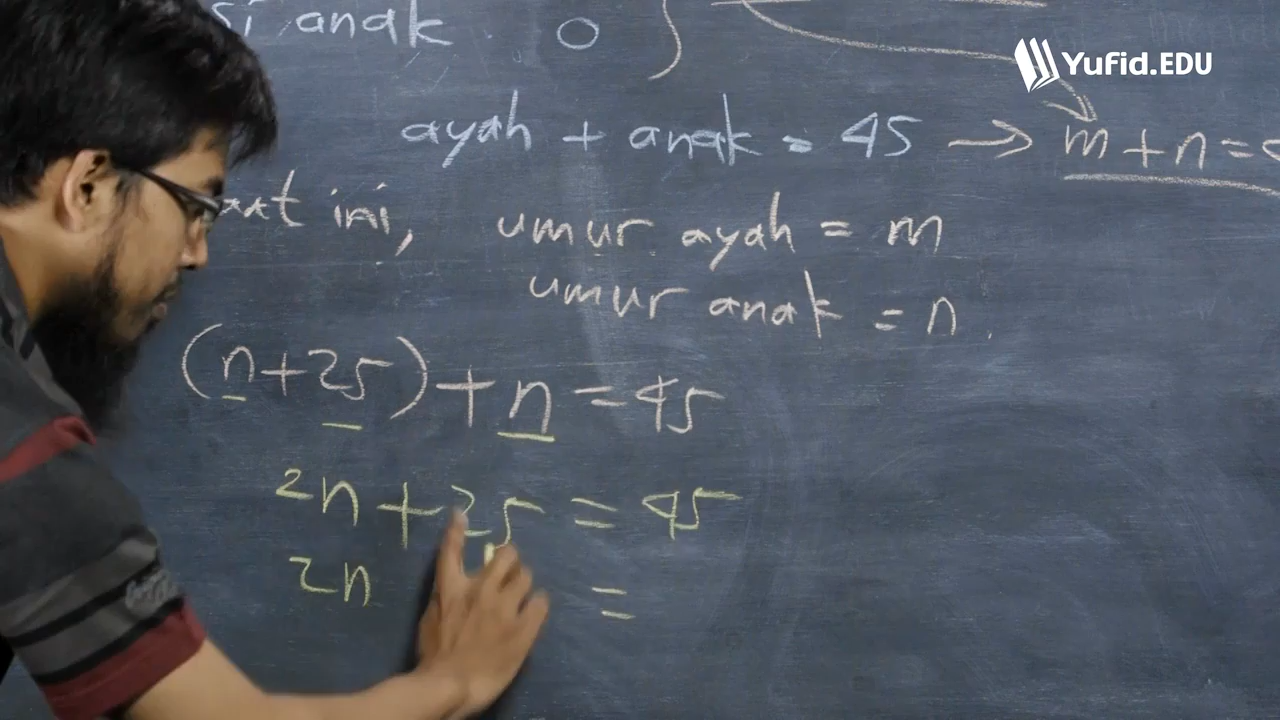 si anak. 0
Yufid.EDU
ayah + anak = 45 → m + n =
ini, umur ayah = m
umur anak = n.
(n + 25) + n = 45
2n + 25 = 45
2n =